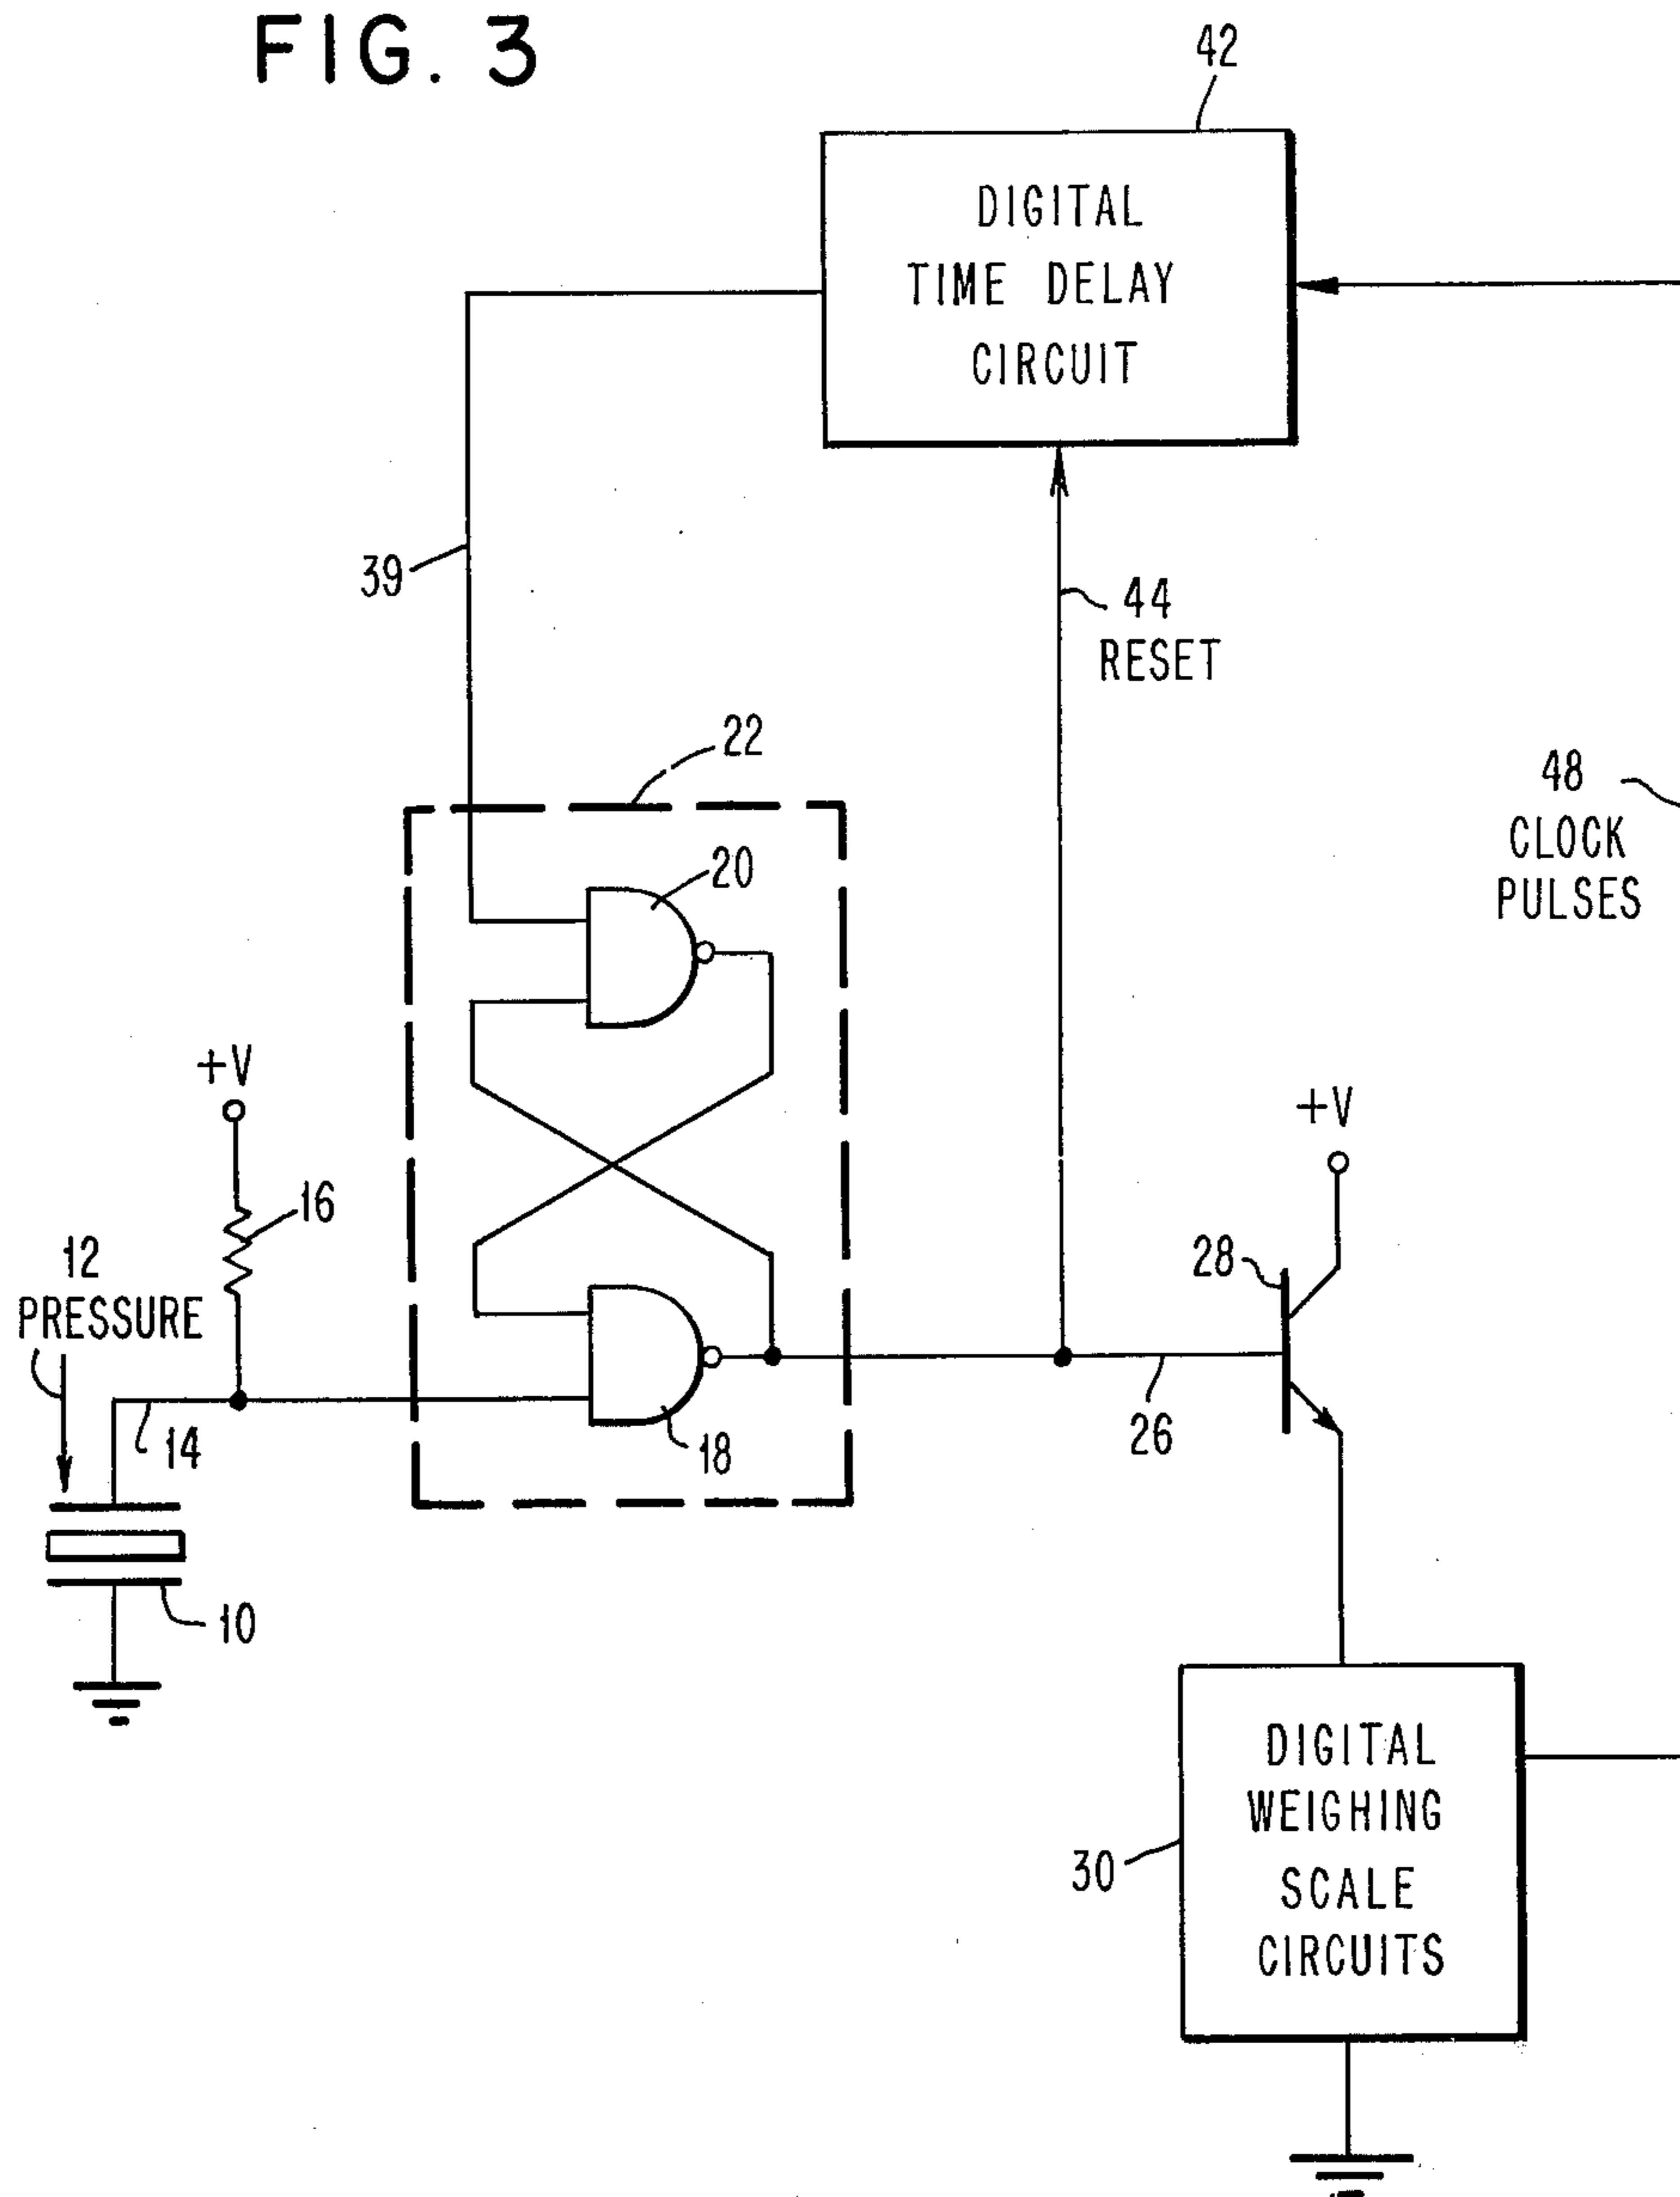 FIG. 3
42
DIGITAL
TIME DELAY
CIRCUIT
39
44
RESET
22
48
CLOCK
PULSES
20
+V
+V
16
12
PRESSURE
28
14
18
26
10
DIGITAL
WEIGHING
SCALE
CIRCUITS
30